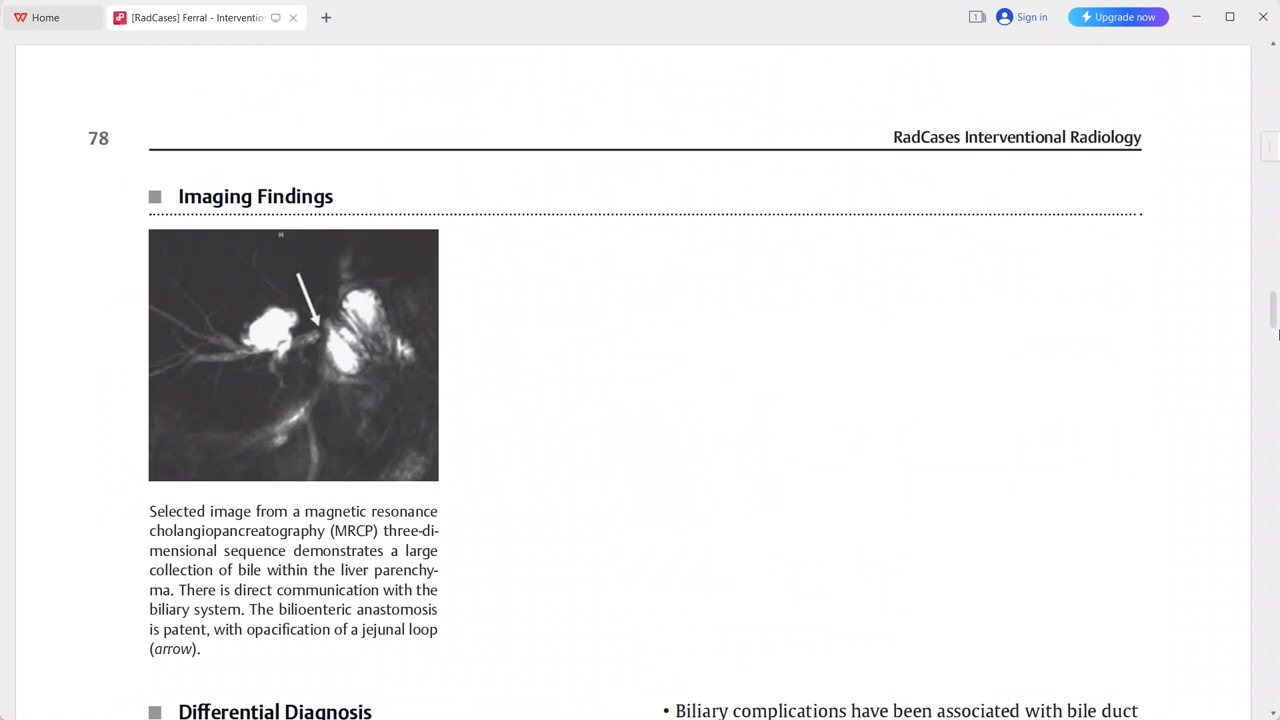 Home
[RadCases] Ferral - Interventio
1
Sign in
Upgrade now
78
RadCases Interventional Radiology
Imaging Findings
H
Selected image from a magnetic resonance
cholangiopancreatography (MRCP) three-di-
mensional sequence demonstrates a large
collection of bile within the liver parenchy-
ma. There is direct communication with the
biliary system. The bilioenteric anastomosis
is patent, with opacification of a jejunal loop
(arrow).
Differential Diagnosis
• Biliary complications have been associated with bile duct